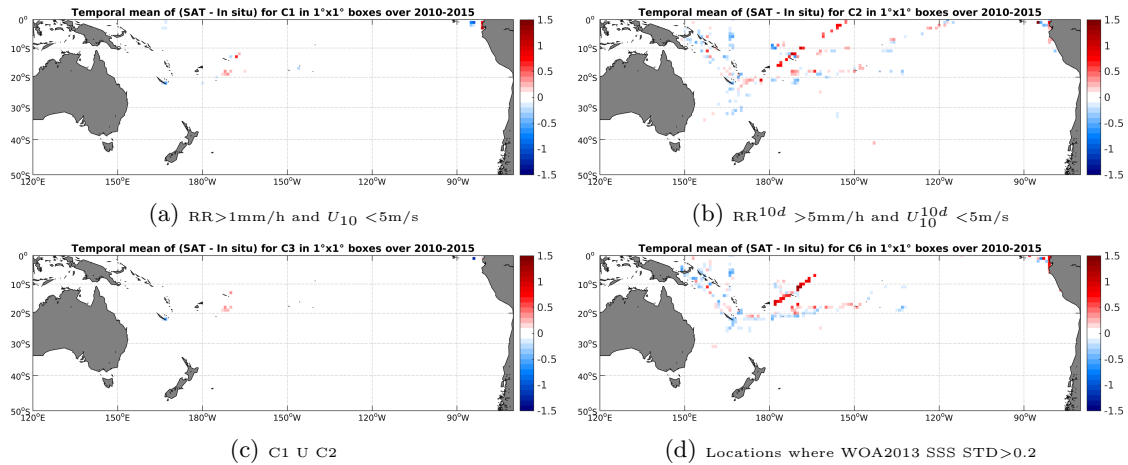 Temporal mean of (SAT - In situ) for C1 in 1°x1° boxes over 2010-2015
0°
10°S
20°S
30°S
40°S
50°S
120°E 150°E 180°W 150°W 120°W 90°W
1.5
1
0.5
0
-0.5
-1
-1.5
(a) RR>1mm/h and U10 <5m/s
Temporal mean of (SAT - In situ) for C2 in 1°x1° boxes over 2010-2015
0°
10°S
20°S
30°S
40°S
50°S
120°E 150°E 180°W 150°W 120°W 90°W
1.5
1
0.5
0
-0.5
-1
-1.5
(b) RR^10d >5mm/h and U10^10d <5m/s
Temporal mean of (SAT - In situ) for C3 in 1°x1° boxes over 2010-2015
0°
10°S
20°S
30°S
40°S
50°S
120°E 150°E 180°W 150°W 120°W 90°W
1.5
1
0.5
0
-0.5
-1
-1.5
(c) C1 U C2
Temporal mean of (SAT - In situ) for C6 in 1°x1° boxes over 2010-2015
0°
10°S
20°S
30°S
40°S
50°S
120°E 150°E 180°W 150°W 120°W 90°W
1.5
1
0.5
0
-0.5
-1
-1.5
(d) Locations where WOA2013 SSS STD>0.2